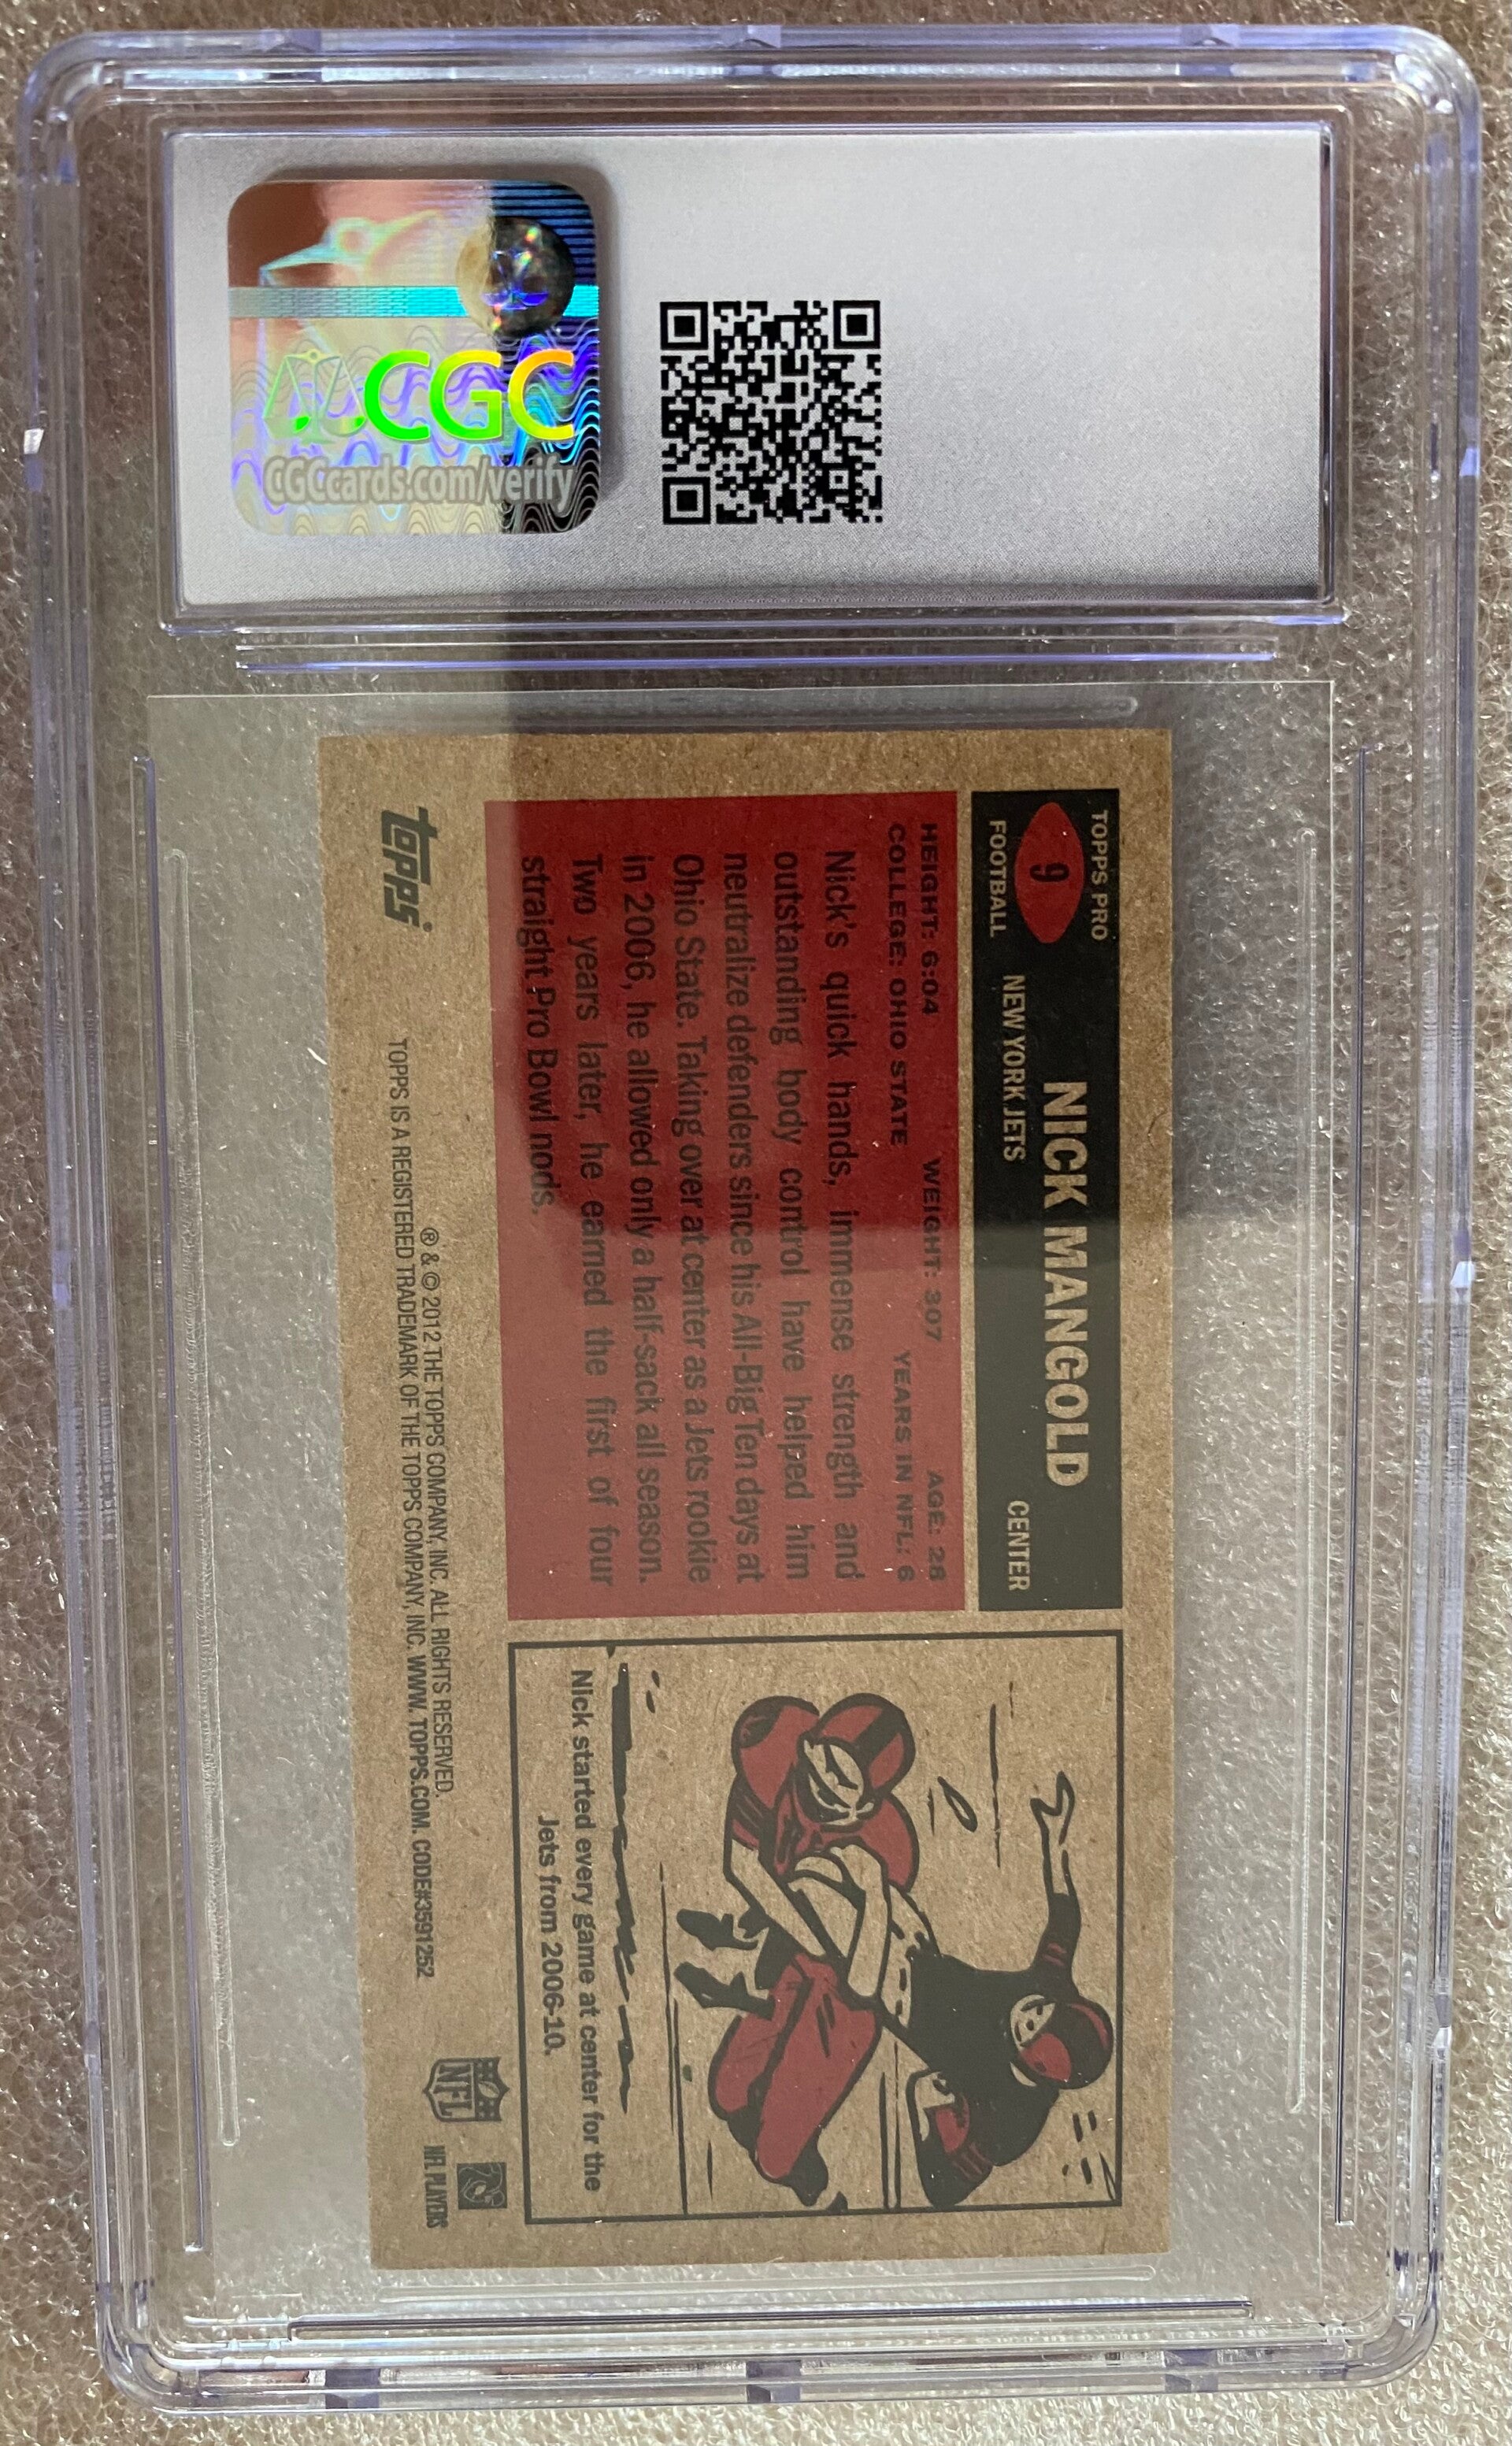 CGC
CGCcards.com/verify
TOPPS PRO
9
FOOTBALL
NICK MANGOLD
NEW YORK JETS CENTER
HEIGHT: 6:04 WEIGHT: 307 AGE: 28
COLLEGE: OHIO STATE YEARS IN NFL: 6
Nick's quick hands, immense strength and
outstanding body control have helped him
neutralize defenders since his All-Big Ten days at
Ohio State. Taking over at center as a Jets rookie
in 2006, he allowed only a half-sack all season.
Two years later, he earned the first of four
straight Pro Bowl nods.
Nick started every game at center for the
Jets from 2006-10.
topps®
® & © 2012 THE TOPPS COMPANY, INC. ALL RIGHTS RESERVED.
TOPPS IS A REGISTERED TRADEMARK OF THE TOPPS COMPANY, INC. WWW.TOPPS.COM. CODE#3591252
NFL
NFL PLAYERS